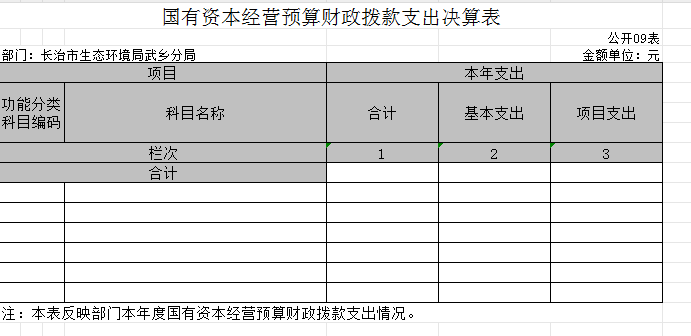 国有资本经营预算财政拨款支出决算表
公开09表
部门：长治市生态环境局武乡分局 金额单位：元
项目 本年支出
功能分类
科目编码 科目名称 合计 基本支出 项目支出
栏次 1 2 3
合计
注：本表反映部门本年度国有资本经营预算财政拨款支出情况。